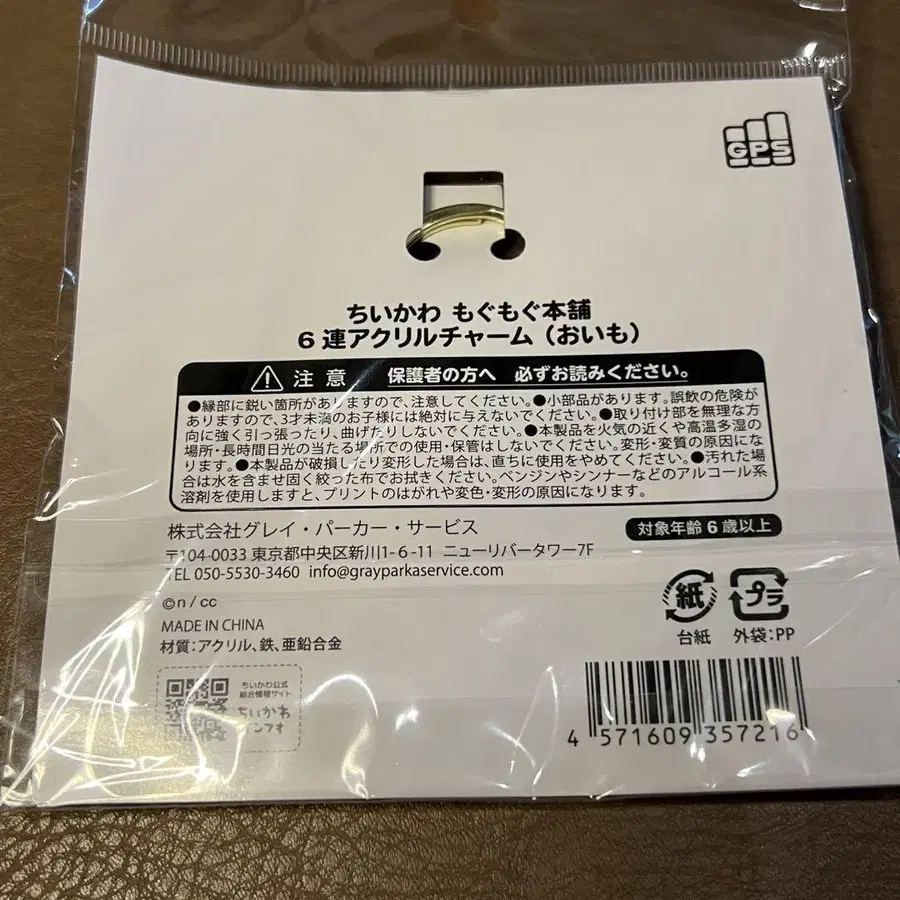 GPS
ちいかわ もぐもぐ本舗
6連アクリルチャーム（おいも）
注意 保護者の方へ 必ずお読みください。
●縁部に鋭い箇所がありますので、注意してください。●小部品があります。誤飲の危険が
ありますので、3才未満のお子様には絶対に与えないでください。●取り付け部を無理な方
向に強く引っ張ったり、曲げたりしないでください。●本製品を火気の近くや高温多湿の
場所・長時間日光の当たる場所での使用・保管はしないでください。変形・変質の原因にな
ります。●本製品が破損したり変形した場合は、直ちに使用をやめてください。●汚れた場
合は水を含ませ固く絞った布でお拭きください。ベンジンやシンナーなどのアルコール系
溶剤を使用しますと、プリントのはがれや変色・変形の原因になります。
株式会社グレイ・パーカー・サービス
対象年齢6歳以上
〒104-0033 東京都中央区新川1-6-11 ニューリバータワー7F
TEL 050-5530-3460 info@grayparkaservice.com
©n / cc
MADE IN CHINA
材質：アクリル、鉄、亜鉛合金
紙
プラ
台紙
外袋：PP
ちいかわ公式
総合情報サイト
ちいかわ
インフォ
4 571609 357216